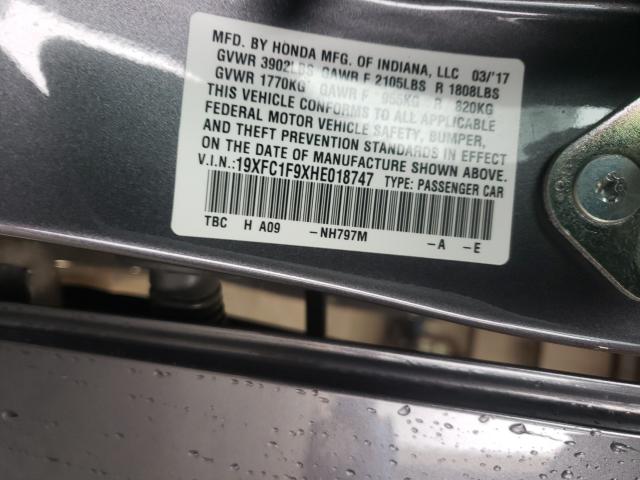 MFD. BY HONDA MFG. OF INDIANA, LLC 03/'17
GVWR 3902LBS GAWR F 2105LBS R 1808LBS
GVWR 1770KG GAWR F 955KG R 820KG
THIS VEHICLE CONFORMS TO ALL APPLICABLE
FEDERAL MOTOR VEHICLE SAFETY, BUMPER,
AND THEFT PREVENTION STANDARDS IN EFFECT
ON THE DATE OF MANUFACTURE SHOWN ABOVE.
V.I.N.:19XFC1F9XHE018747 TYPE: PASSENGER CAR
TBC H A09 -NH797M -A -E